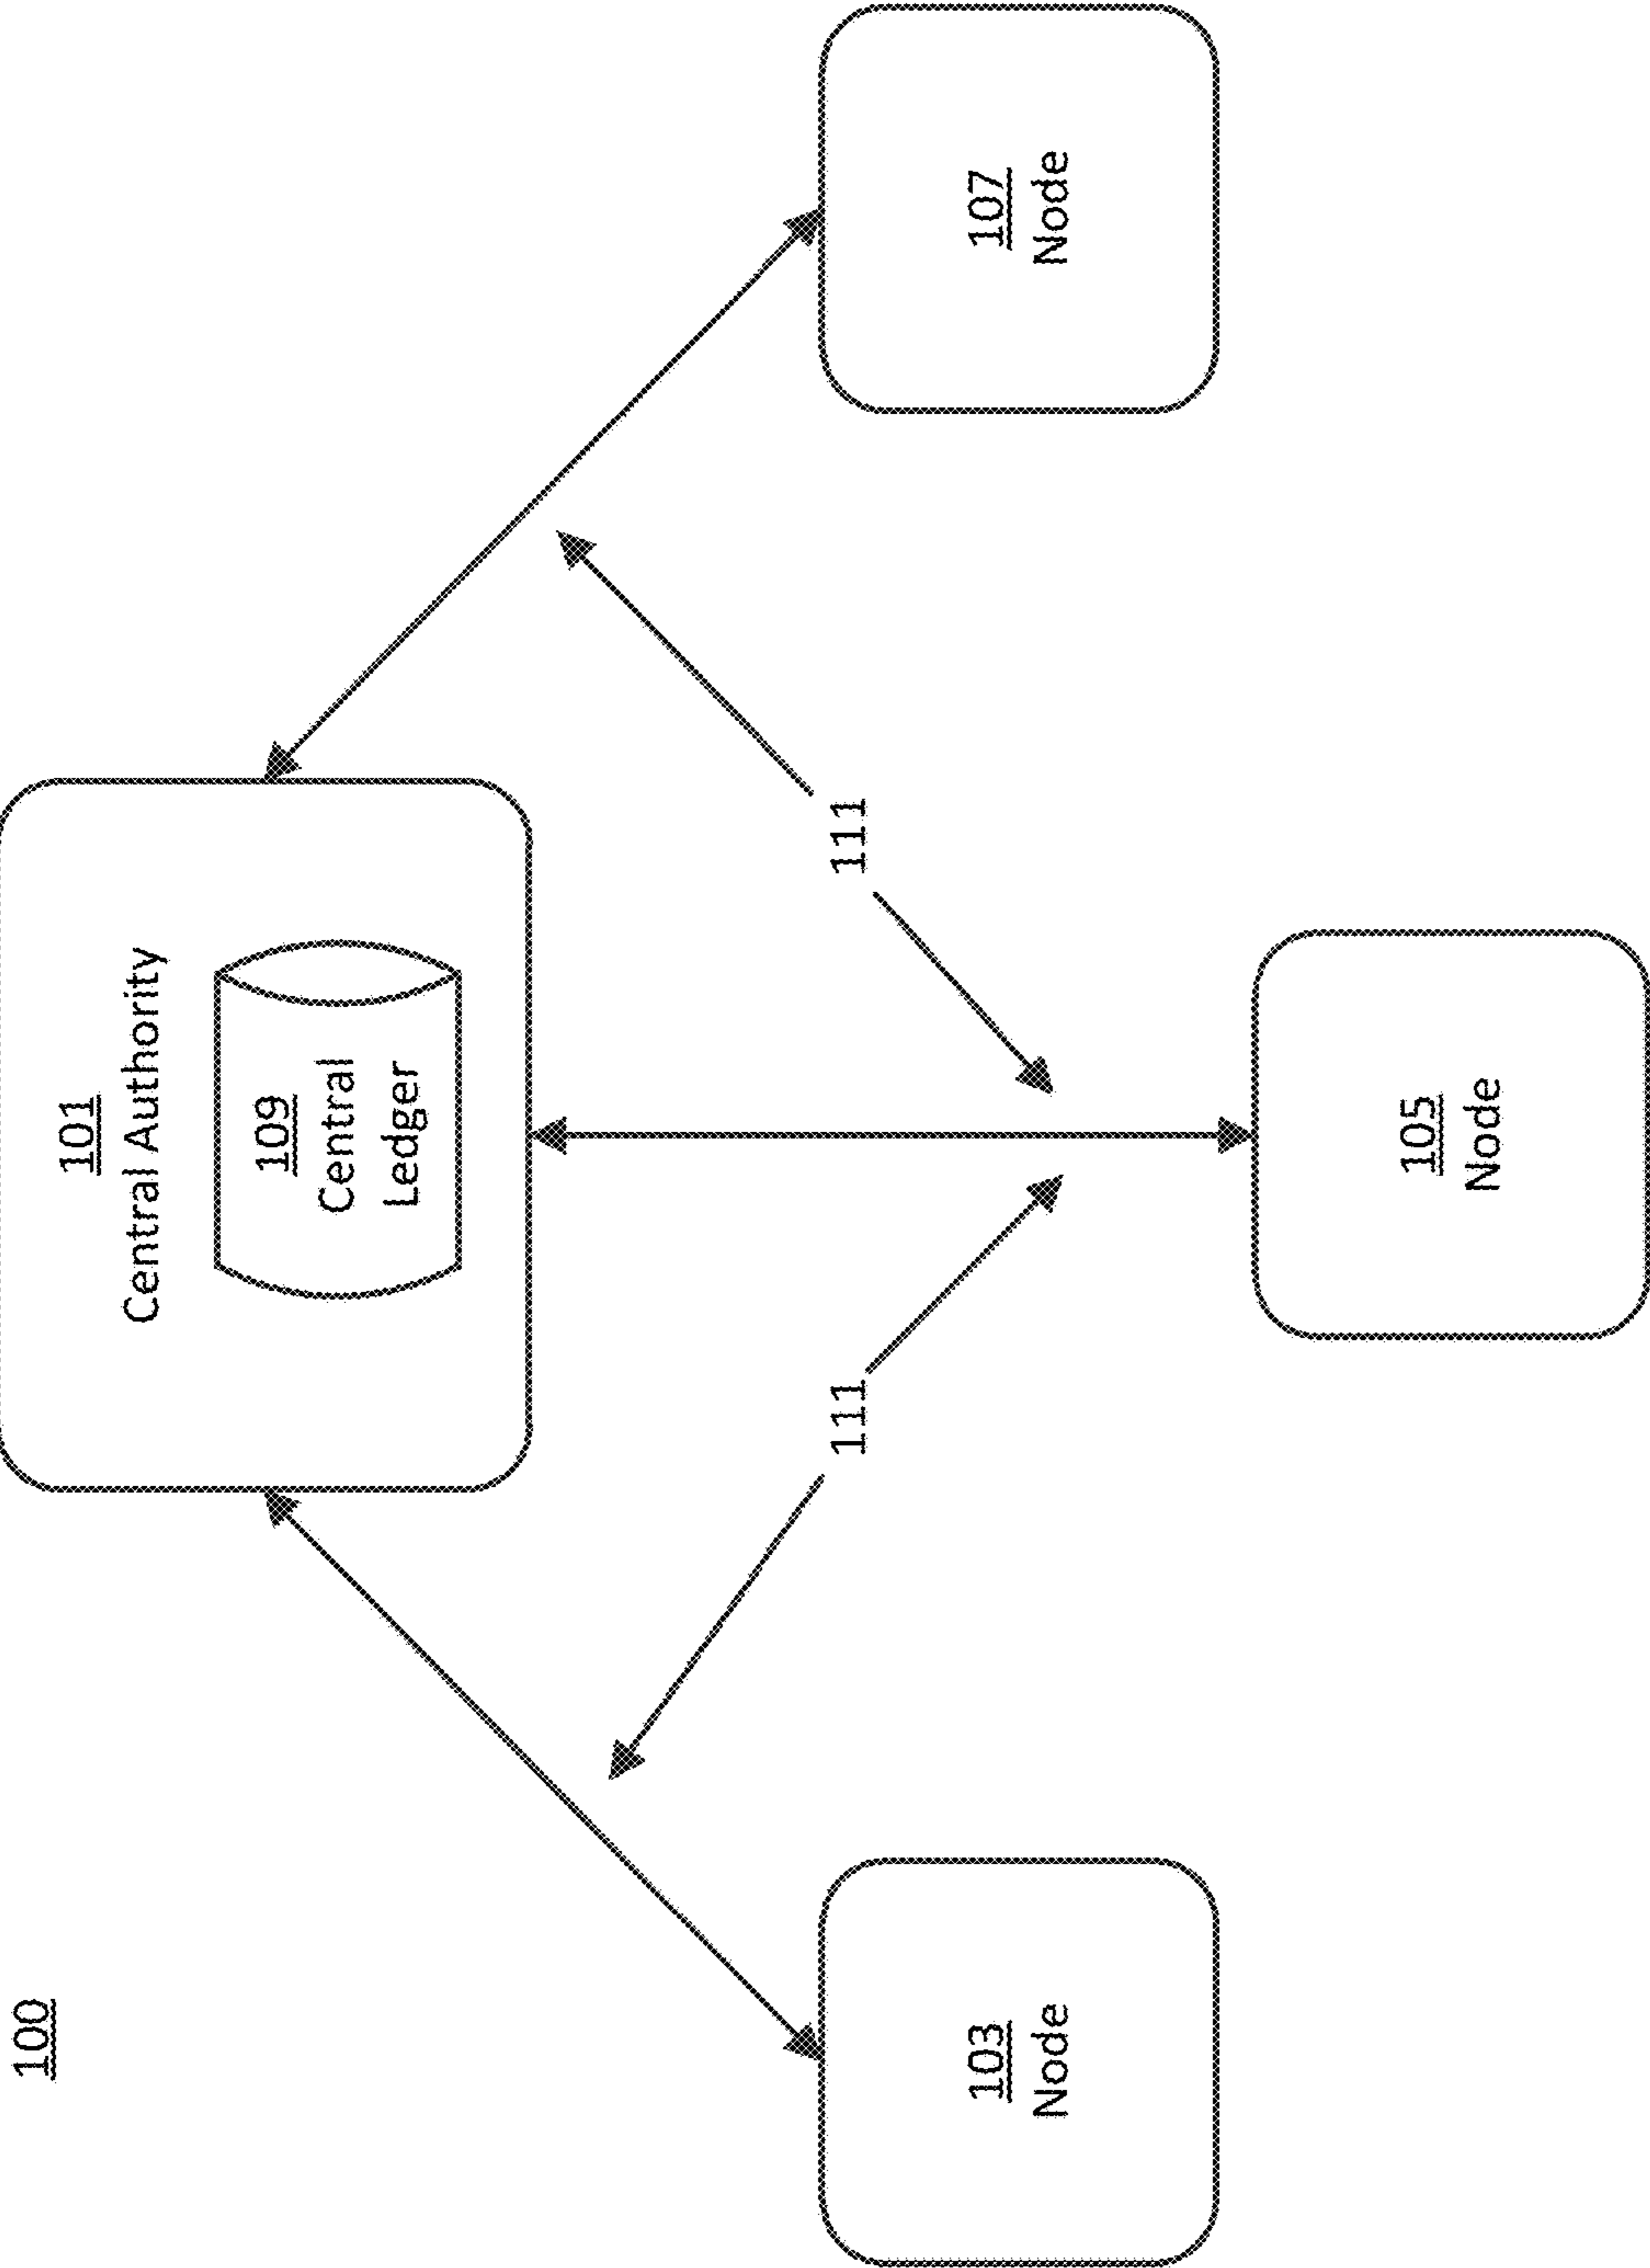 100
101
Central Authority
109
Central
Ledger
111
111
103
Node
105
Node
107
Node